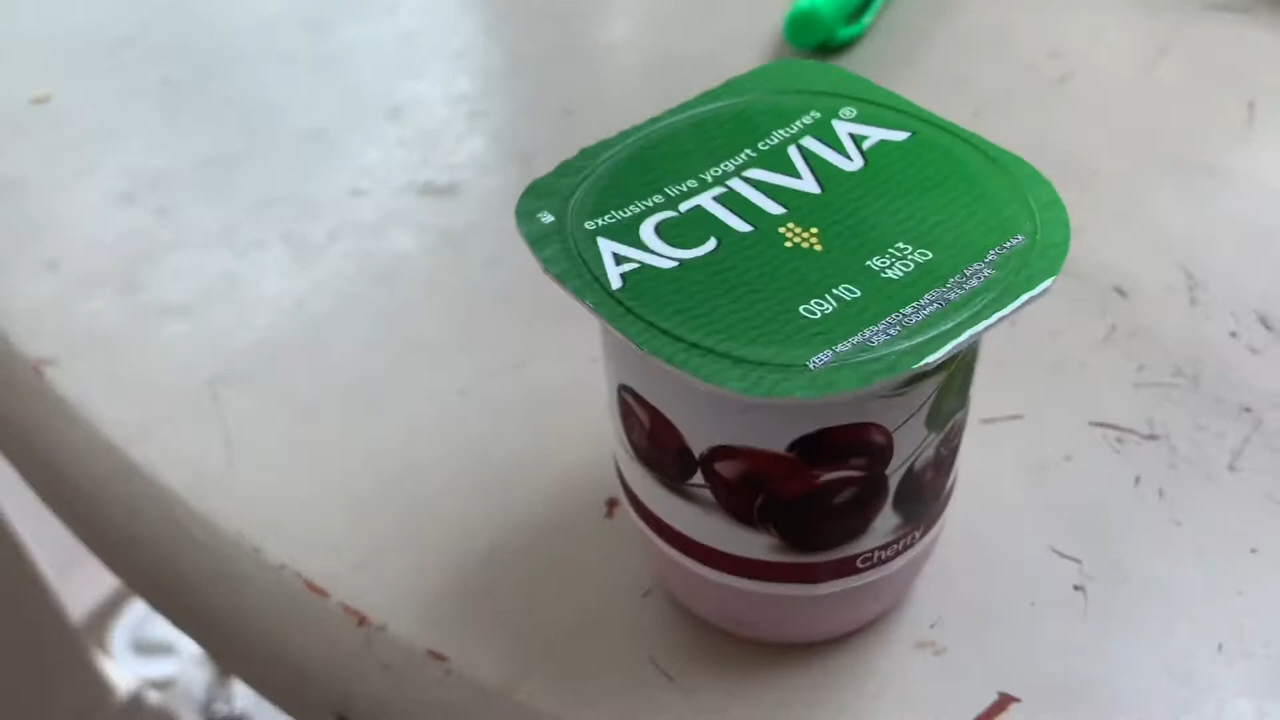 exclusive live yogurt cultures
ACTIVIA®
16:13
09/10 WD10
KEEP REFRIGERATED BETWEEN +1°C AND +6°C MAX
USE BY (DD/MM): SEE ABOVE
Cherry